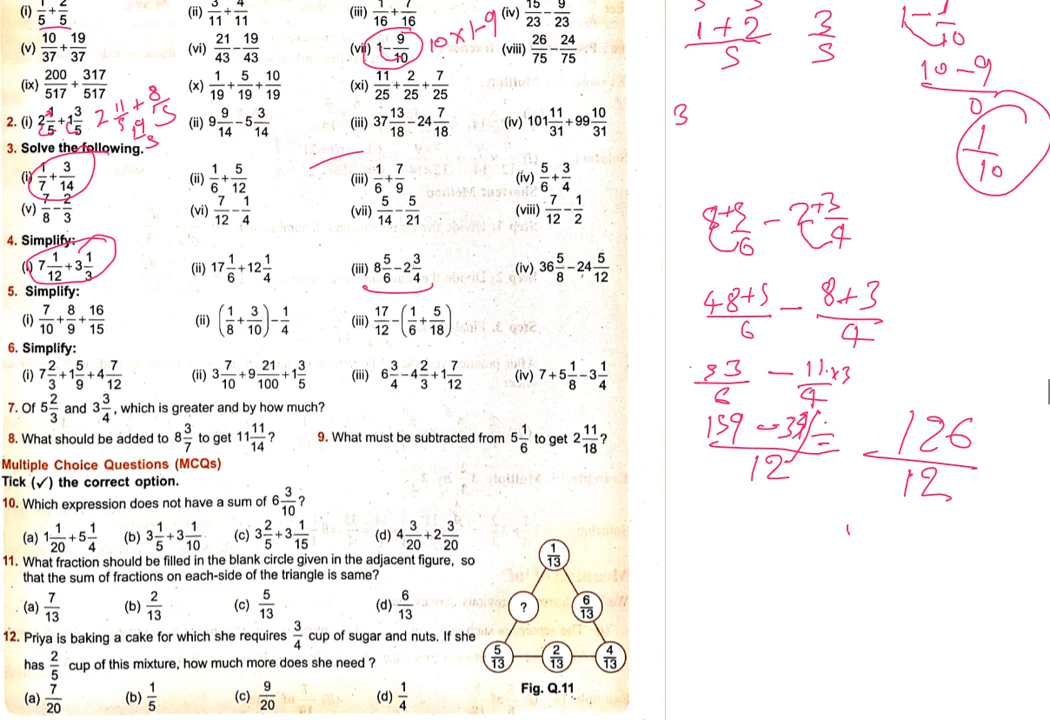 (i) 1/5 + 2/5 (ii) 3/11 + 4/11 (iii) 1/16 + 7/16 (iv) 15/23 - 9/23
(v) 10/37 + 19/37 (vi) 21/43 - 19/43 (vii) 1 - 9/10 10 x 1 - 9 (viii) 26/75 - 24/75
(ix) 200/517 + 317/517 (x) 1/19 + 5/19 + 10/19 (xi) 11/25 + 2/25 + 7/25
2. (i) 2 1/5 + 1 3/5 11/5 + 8/5 (ii) 9 9/14 - 5 3/14 (iii) 37 13/18 - 24 7/18 (iv) 101 11/31 + 99 10/31
3. Solve the following.
(i) 1/7 + 3/14 (ii) 1/6 + 5/12 (iii) 1/6 + 7/9 (iv) 5/6 + 3/4
(v) 7/8 - 2/3 (vi) 7/12 - 1/4 (vii) 5/14 - 5/21 (viii) 7/12 - 1/2
4. Simplify:
(i) 7 1/12 + 3 1/3 (ii) 17 1/6 + 12 1/4 (iii) 8 5/6 - 2 3/4 (iv) 36 5/8 - 24 5/12
5. Simplify:
(i) 7/10 + 8/9 + 16/15 (ii) (1/8 + 3/10) - 1/4 (iii) 17/12 - (1/6 + 5/18)
6. Simplify:
(i) 7 2/3 + 1 5/9 + 4 7/12 (ii) 3 7/10 + 9 21/100 + 1 3/5 (iii) 6 3/4 - 4 2/3 + 1 7/12 (iv) 7 + 5 1/8 - 3 1/4
7. Of 5 2/3 and 3 3/4, which is greater and by how much?
8. What should be added to 8 3/7 to get 11 11/14? 9. What must be subtracted from 5 1/6 to get 2 11/18?
Multiple Choice Questions (MCQs)
Tick (✓) the correct option.
10. Which expression does not have a sum of 6 3/10?
(a) 1 1/20 + 5 1/4 (b) 3 1/5 + 3 1/10 (c) 3 2/5 + 3 1/15 (d) 4 3/20 + 2 3/20
11. What fraction should be filled in the blank circle given in the adjacent figure, so
that the sum of fractions on each-side of the triangle is same?
(a) 7/13 (b) 2/13 (c) 5/13 (d) 6/13
12. Priya is baking a cake for which she requires 3/4 cup of sugar and nuts. If she
has 2/5 cup of this mixture, how much more does she need ?
(a) 7/20 (b) 1/5 (c) 9/20 (d) 1/4
1/13
? 6/13
5/13 2/13 4/13
Fig. Q.11
1+2/5 3/5
1 - 1/10
10-9/0
1/10
3
8+5/6 - 2+3/4
48+5/6 - 8+3/4
53/6 - 11×3/4
159-33/12 = 126/12